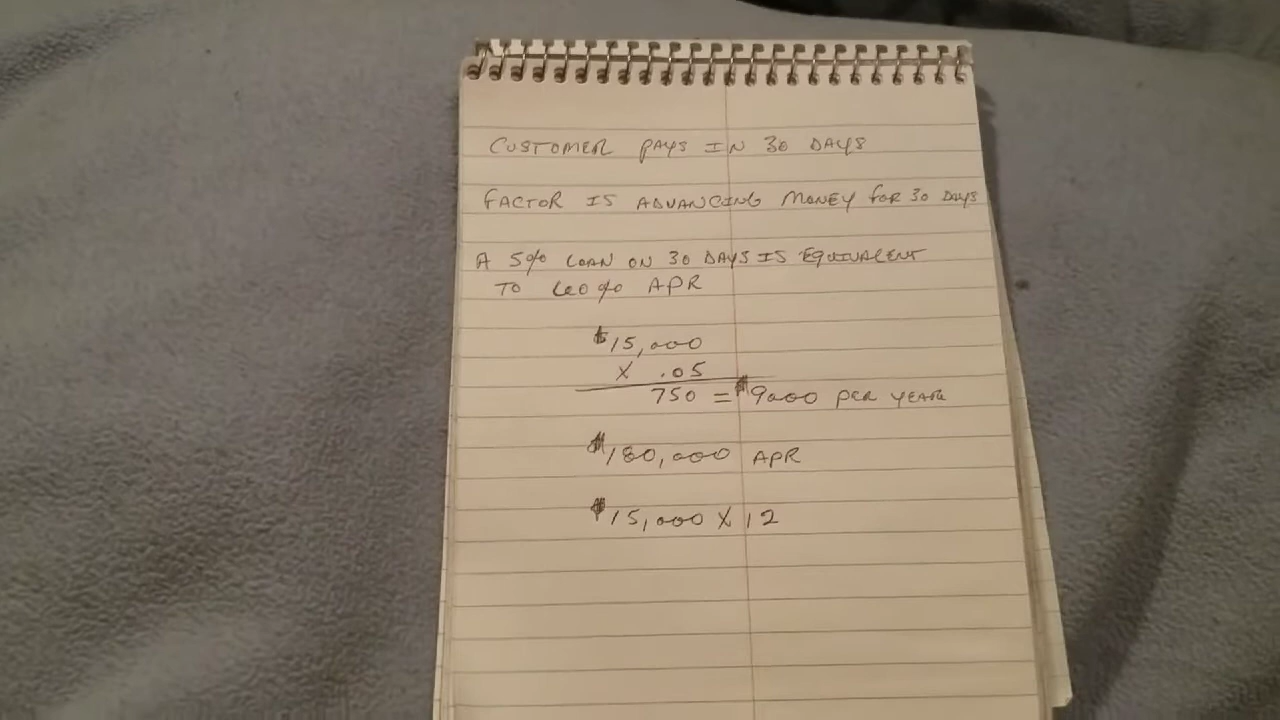 CUSTOMER PAYS IN 30 DAYS
FACTOR IS ADVANCING MONEY FOR 30 DAYS
A 5% LOAN ON 30 DAYS IS EQUIVALENT
TO 60% APR
$15,000
X .05
750 = $9000 PER YEAR
$180,000 APR
$15,000 X 12